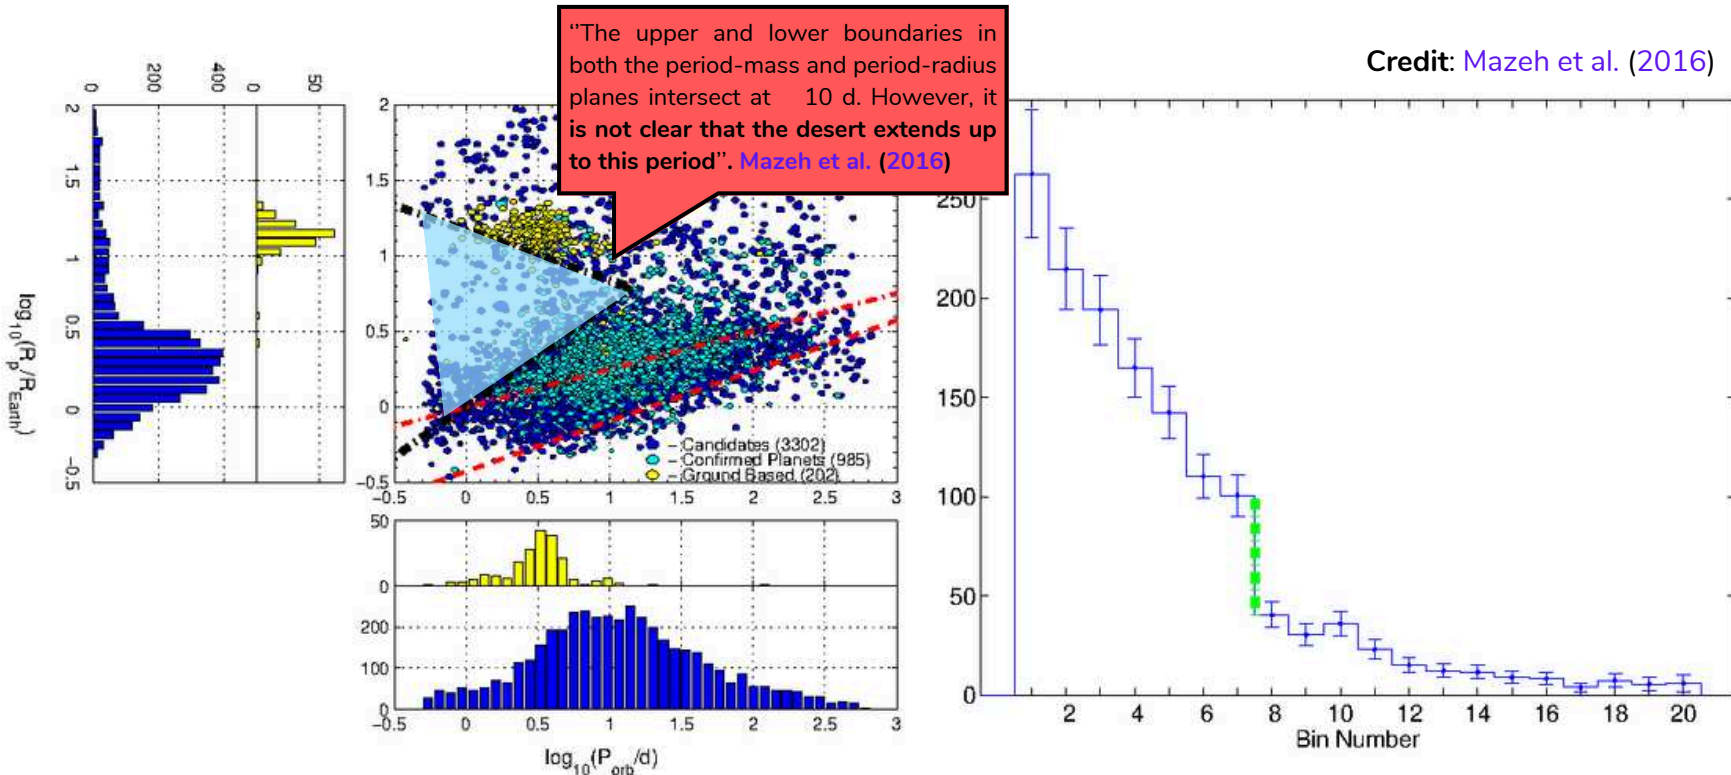 “The upper and lower boundaries in
both the period-mass and period-radius
planes intersect at 10 d. However, it
is not clear that the desert extends up
to this period”. Mazeh et al. (2016)
Credit: Mazeh et al. (2016)
0
200
400
0
50
2
1.5
1
0.5
0
−0.5
log10(Rp/REarth)
2
1.5
1
0.5
0
−0.5
− Candidates (3302)
− Confirmed Planets (985)
− Ground Based (202)
−0.5 0 0.5 1 1.5 2 2.5 3
50
0
200
100
0
−0.5 0 0.5 1 1.5 2 2.5 3
log10(Porb/d)
250
200
150
100
50
0
2 4 6 8 10 12 14 16 18 20
Bin Number